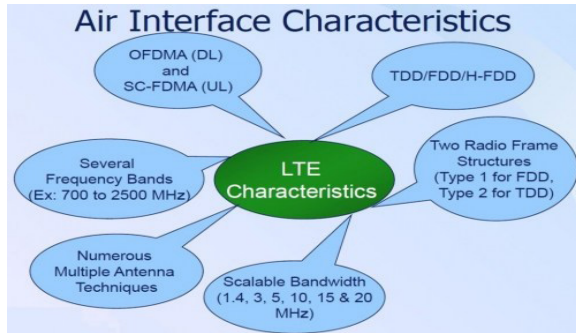 Air Interface Characteristics
OFDMA (DL)
and
SC-FDMA (UL)
TDD/FDD/H-FDD
Several
Frequency Bands
(Ex: 700 to 2500 MHz)
LTE
Characteristics
Two Radio Frame
Structures
(Type 1 for FDD,
Type 2 for TDD)
Numerous
Multiple Antenna
Techniques
Scalable Bandwidth
(1.4, 3, 5, 10, 15 & 20
MHz)